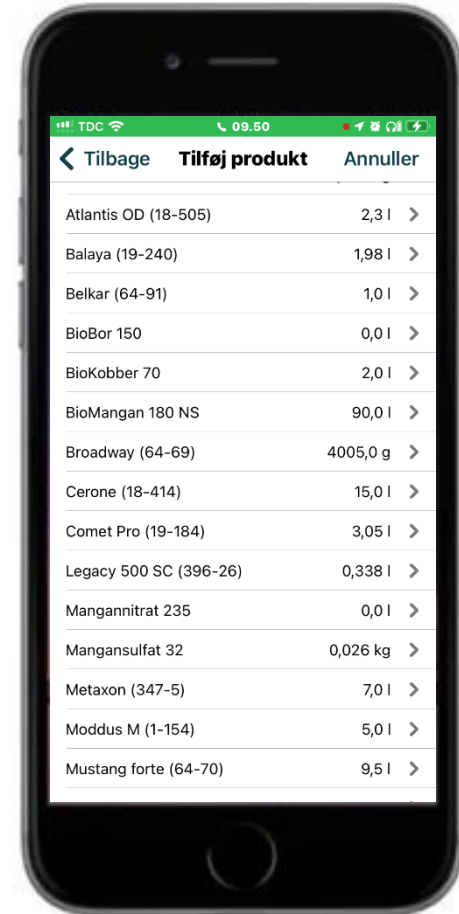 TDC 09.50
Tilbage Tilføj produkt Annuller
Atlantis OD (18-505) 2,3 l
Balaya (19-240) 1,98 l
Belkar (64-91) 1,0 l
BioBor 150 0,0 l
BioKobber 70 2,0 l
BioMangan 180 NS 90,0 l
Broadway (64-69) 4005,0 g
Cerone (18-414) 15,0 l
Comet Pro (19-184) 3,05 l
Legacy 500 SC (396-26) 0,338 l
Mangannitrat 235 0,0 l
Mangansulfat 32 0,026 kg
Metaxon (347-5) 7,0 l
Moddus M (1-154) 5,0 l
Mustang forte (64-70) 9,5 l